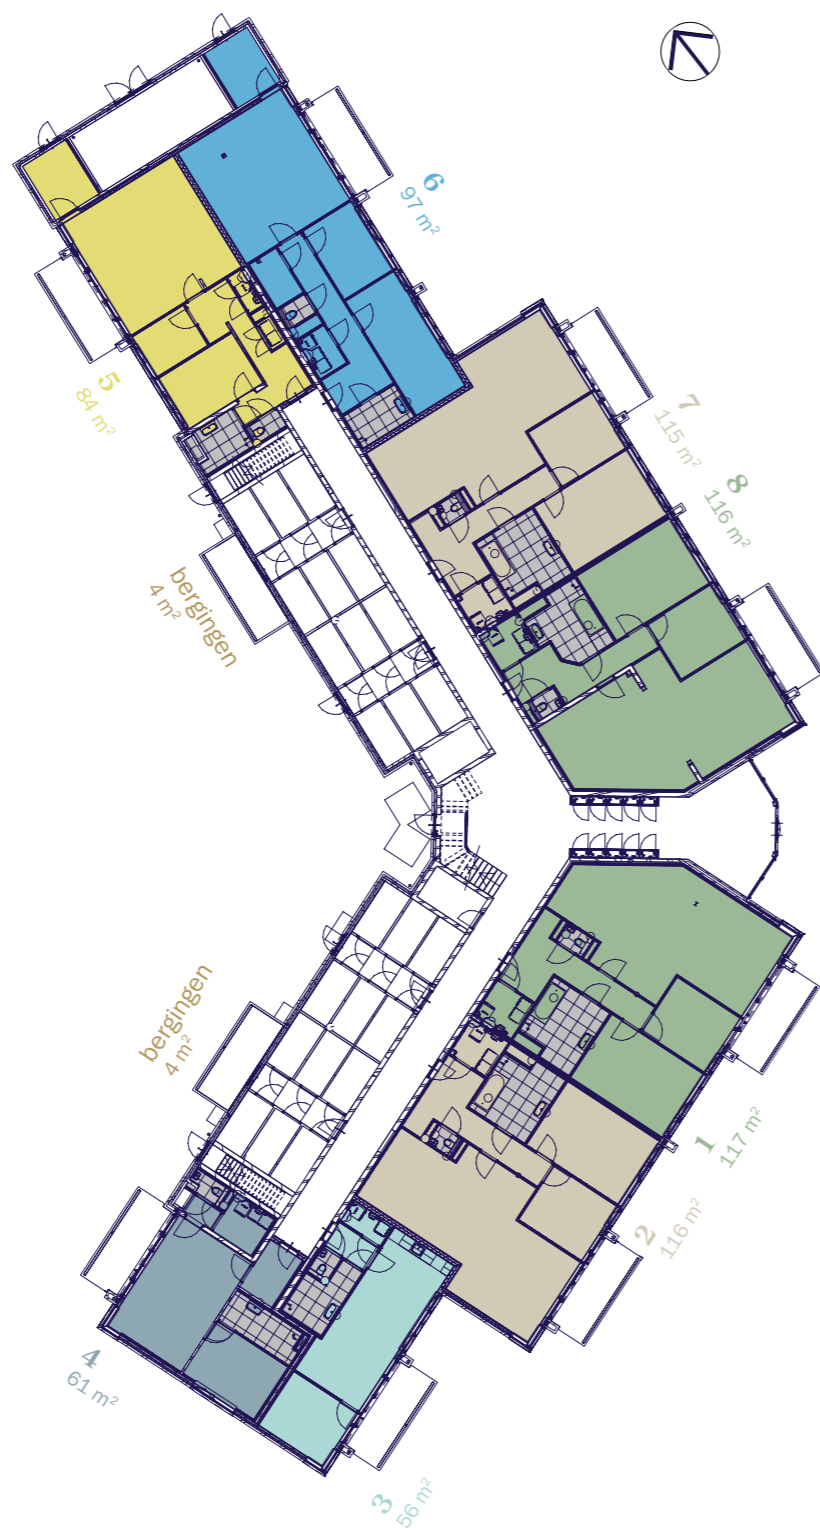 6
97 m²
5
84 m²
7
115 m²
8
116 m²
bergingen
4 m²
bergingen
4 m²
1
117 m²
2
116 m²
4
61 m²
3
56 m²